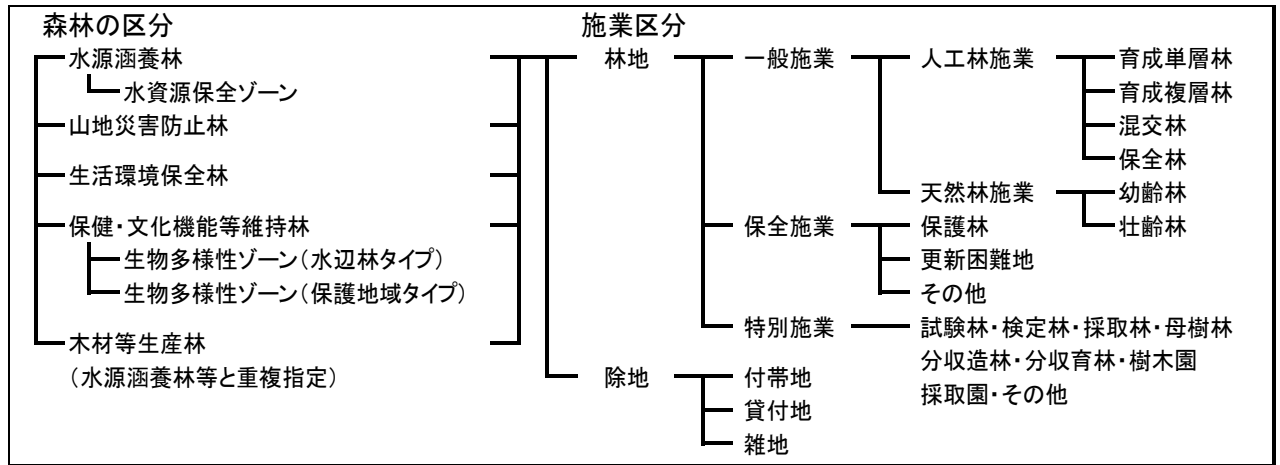 森林の区分
水源涵養林
水資源保全ゾーン
山地災害防止林
生活環境保全林
保健・文化機能等維持林
生物多様性ゾーン（水辺林タイプ）
生物多様性ゾーン（保護地域タイプ）
木材等生産林
（水源涵養林等と重複指定）
施業区分
林地
一般施業
人工林施業
育成単層林
育成複層林
混交林
保全林
天然林施業
幼齢林
壮齢林
保全施業
保護林
更新困難地
その他
特別施業
試験林・検定林・採取林・母樹林
分収造林・分収育林・樹木園
採取園・その他
除地
付帯地
貸付地
雑地